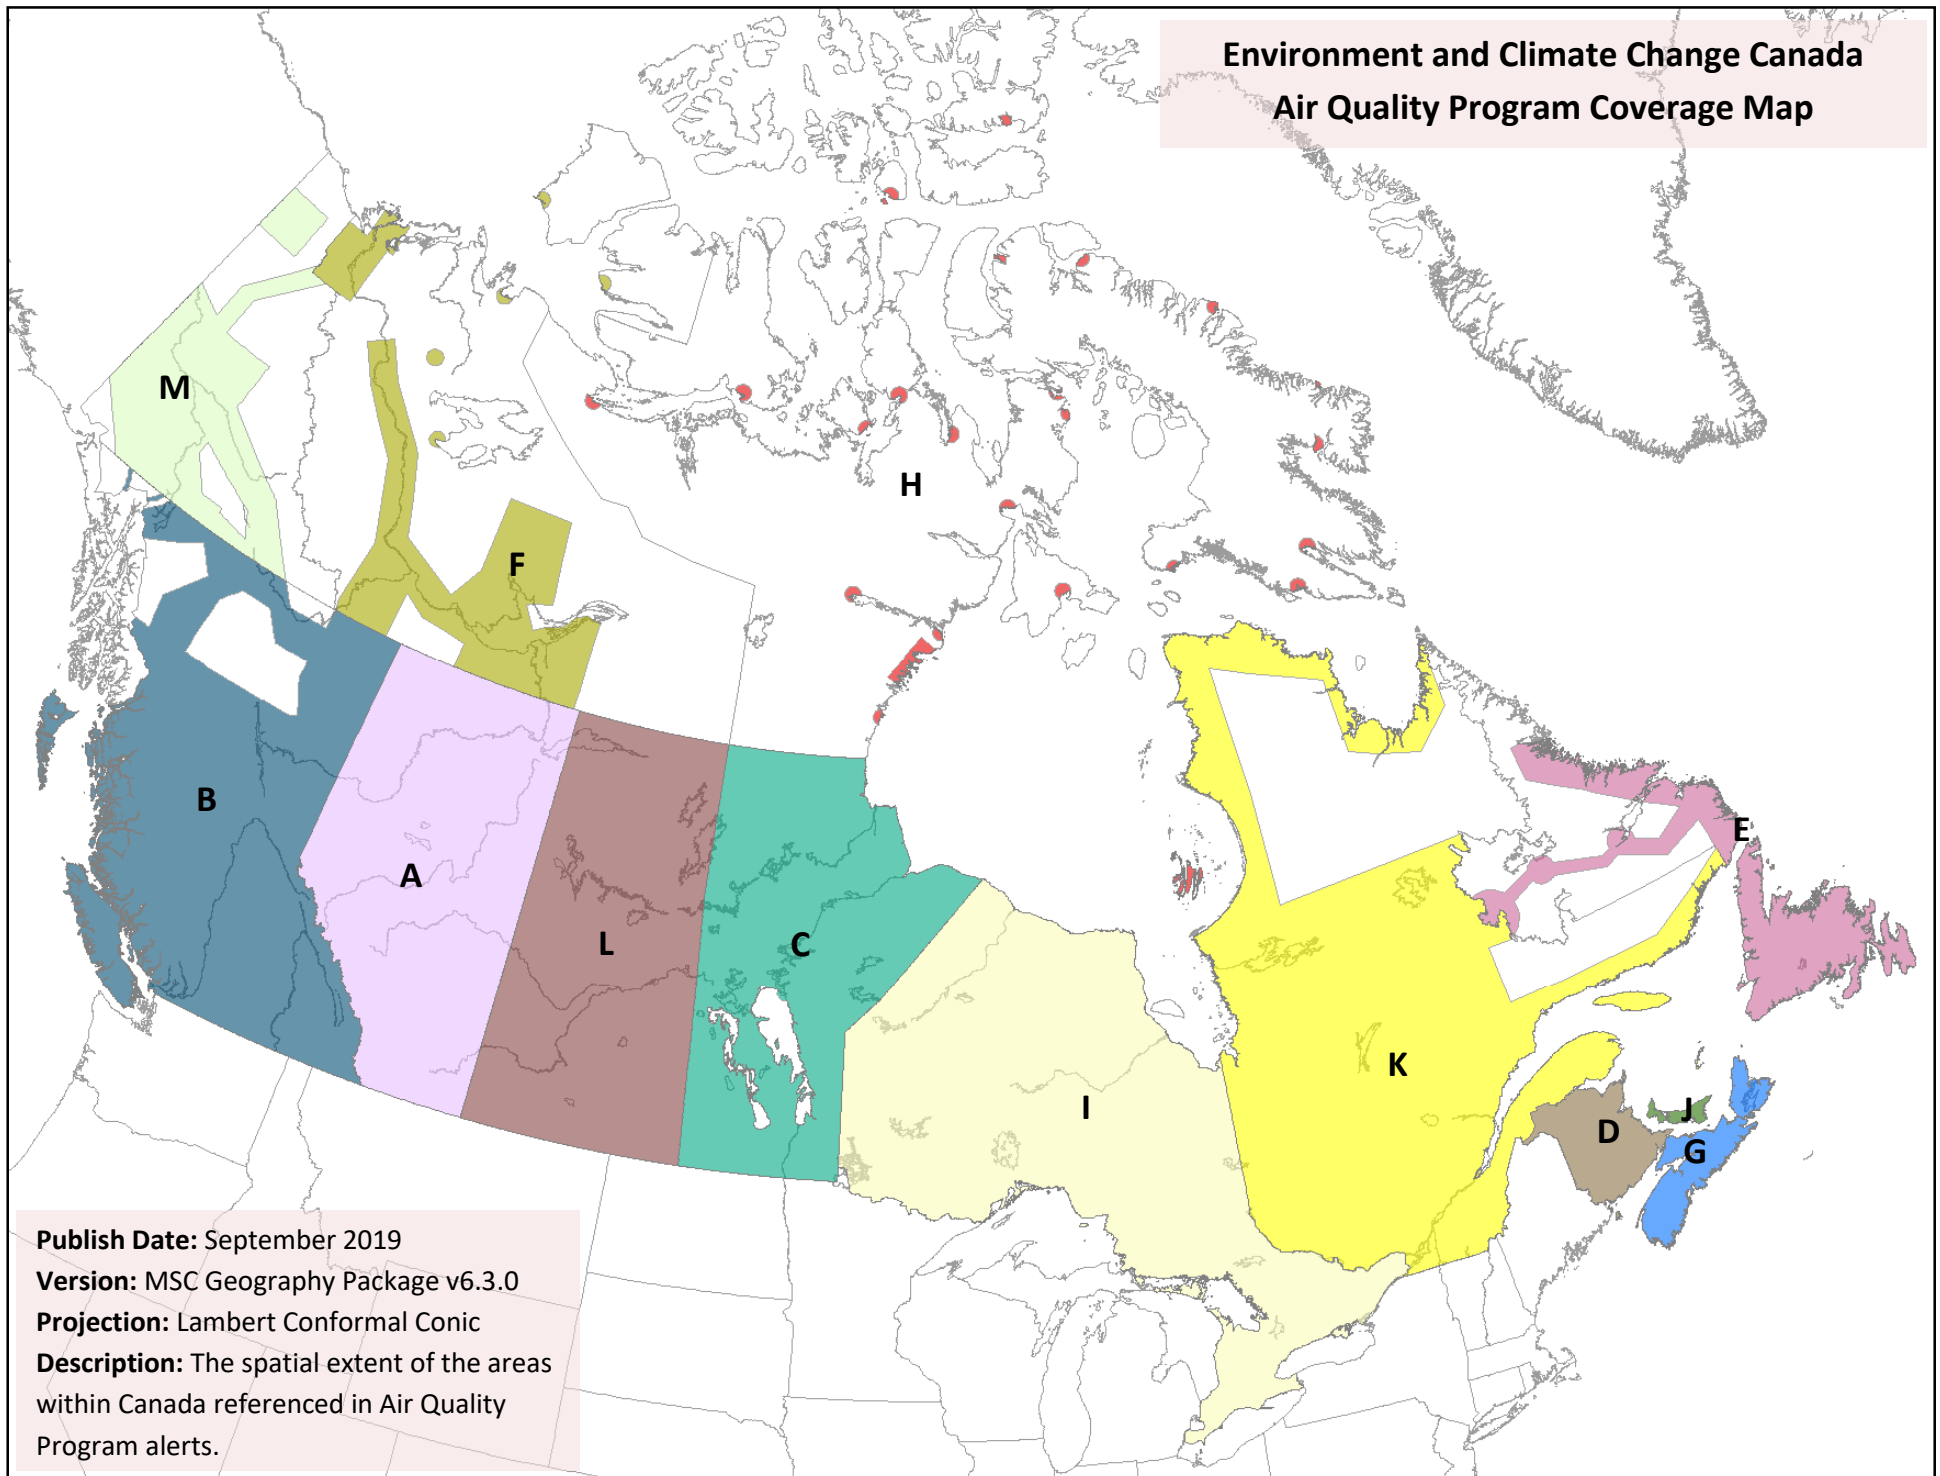 Environment and Climate Change Canada
Air Quality Program Coverage Map
M
H
F
B
E
A
L
C
K
I
J
D
G
Publish Date: September 2019
Version: MSC Geography Package v6.3.0
Projection: Lambert Conformal Conic
Description: The spatial extent of the areas
within Canada referenced in Air Quality
Program alerts.